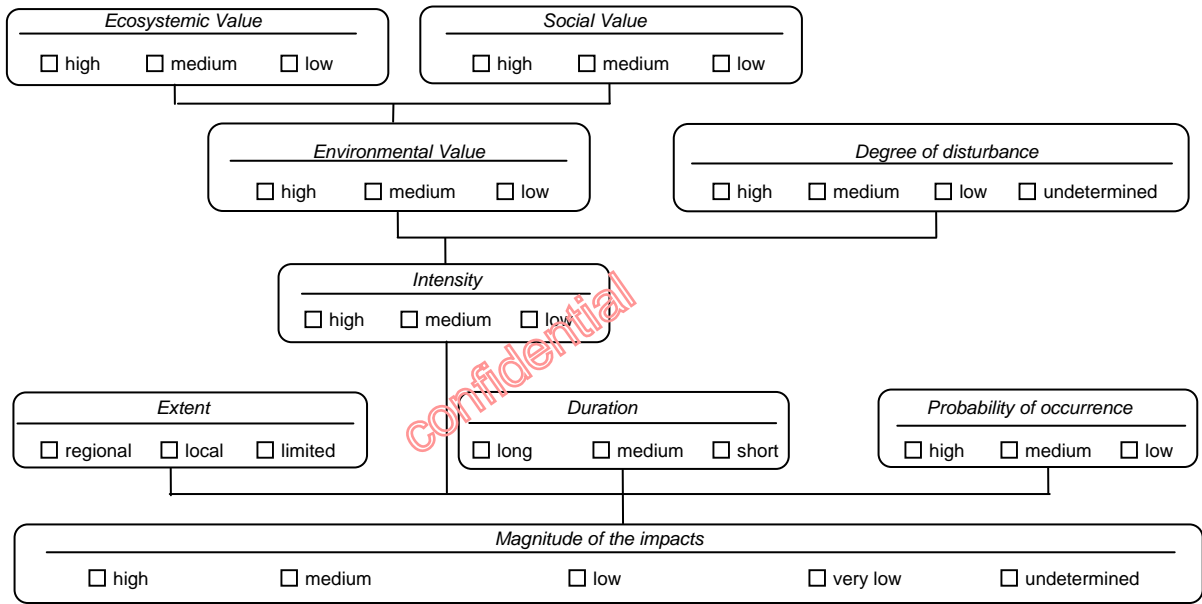 Ecosystemic Value
☐ high ☐ medium ☐ low
Social Value
☐ high ☐ medium ☐ low
Environmental Value
☐ high ☐ medium ☐ low
Degree of disturbance
☐ high ☐ medium ☐ low ☐ undetermined
Intensity
☐ high ☐ medium ☐ low
confidential
Extent
☐ regional ☐ local ☐ limited
Duration
☐ long ☐ medium ☐ short
Probability of occurrence
☐ high ☐ medium ☐ low
Magnitude of the impacts
☐ high ☐ medium ☐ low ☐ very low ☐ undetermined